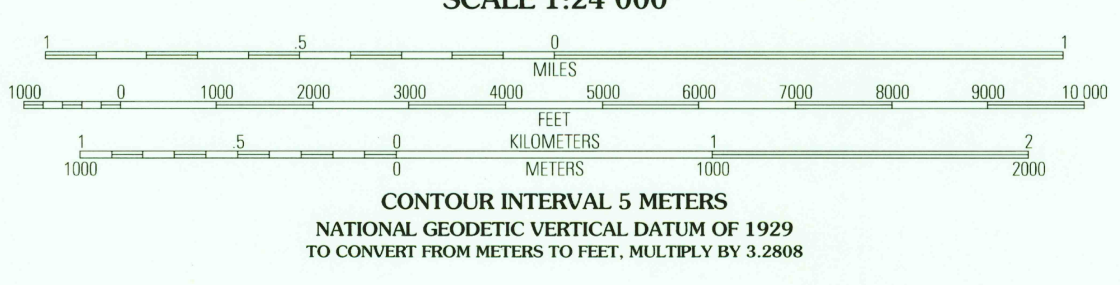 SCALE 1:24 000
1 .5 0 1
MILES
1000 0 1000 2000 3000 4000 5000 6000 7000 8000 9000 10 000
FEET
1 .5 0 KILOMETERS 1 2
1000 0 METERS 1000 2000
CONTOUR INTERVAL 5 METERS
NATIONAL GEODETIC VERTICAL DATUM OF 1929
TO CONVERT FROM METERS TO FEET, MULTIPLY BY 3.2808